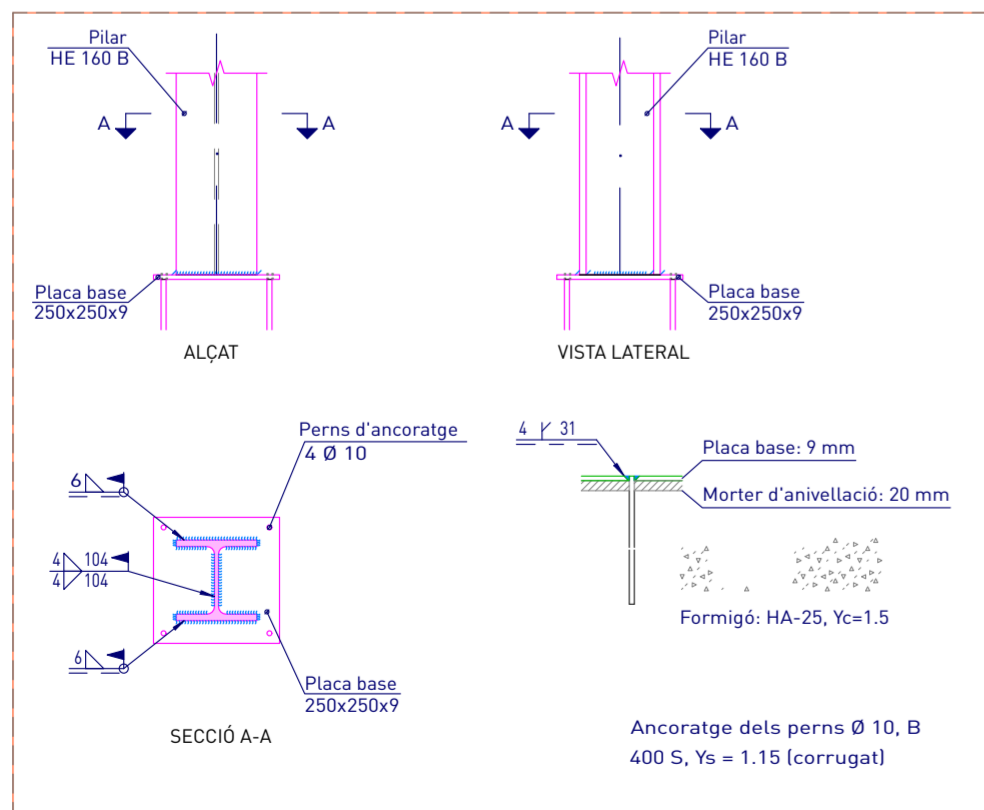 Pilar
HE 160 B
A
A
Placa base
250x250x9
ALÇAT
Pilar
HE 160 B
A
A
Placa base
250x250x9
VISTA LATERAL
Perns d'ancoratge
4 Ø 10
6
4 104
4 104
6
Placa base
250x250x9
SECCIÓ A-A
4 31
Placa base: 9 mm
Morter d'anivellació: 20 mm
Formigó: HA-25, Yc=1.5
Ancoratge dels perns Ø 10, B
400 S, Ys = 1.15 (corrugat)